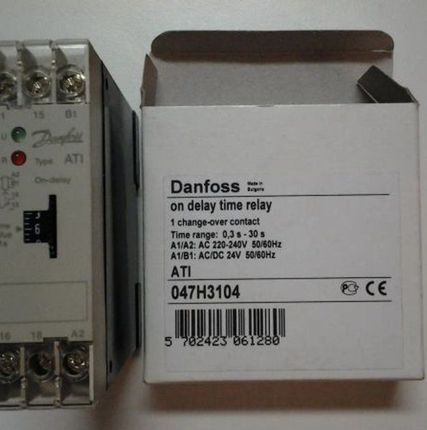 15 B1
U
Danfoss
R Type ATI
On-delay
16 18 A2
Danfoss Made in Bulgaria
on delay time relay
1 change-over contact
Time range: 0,3 s - 30 s
A1/A2: AC 220-240V 50/60Hz
A1/B1: AC/DC 24V 50/60Hz
ATI
047H3104
PC CE
5 702423 061280